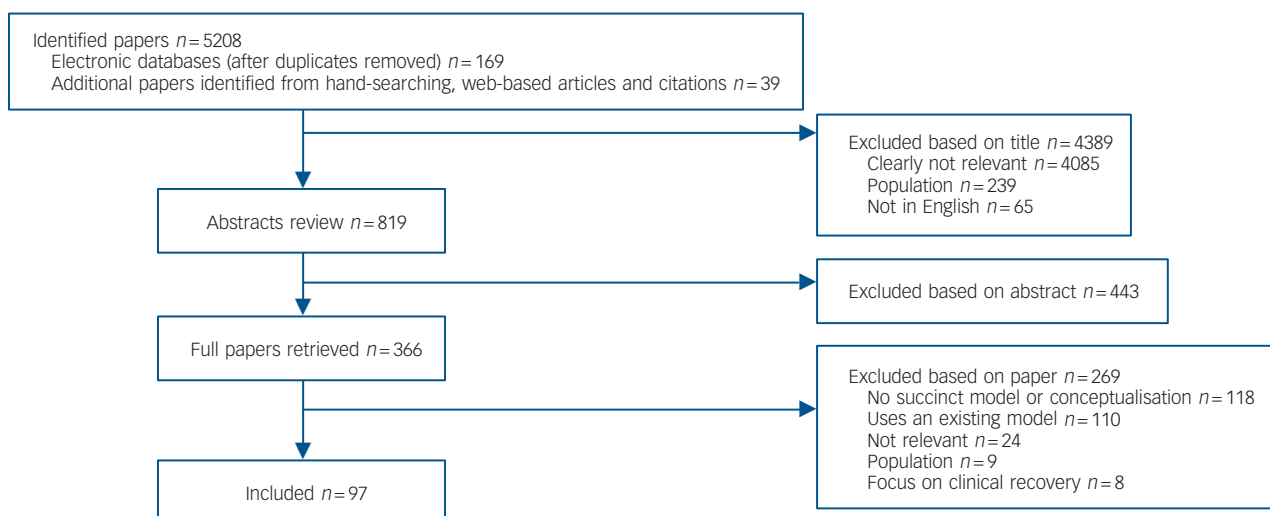 Identified papers n=5208
Electronic databases (after duplicates removed) n=169
Additional papers identified from hand-searching, web-based articles and citations n=39
Excluded based on title n=4389
Clearly not relevant n=4085
Population n=239
Not in English n=65
Abstracts review n=819
Excluded based on abstract n=443
Full papers retrieved n=366
Excluded based on paper n=269
No succinct model or conceptualisation n=118
Uses an existing model n=110
Not relevant n=24
Population n=9
Focus on clinical recovery n=8
Included n=97